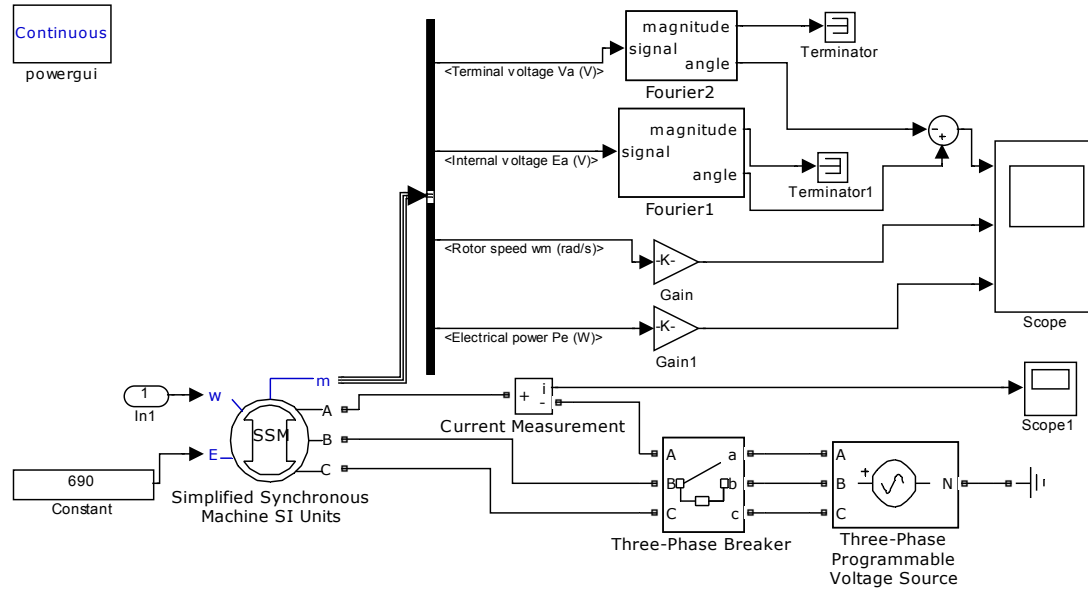 Continuous
powergui
magnitude
signal
angle
Fourier2
Terminator
<Terminal voltage Va (V)>
magnitude
signal
angle
Fourier1
Terminator1
<Internal voltage Ea (V)>
-
+
<Rotor speed wm (rad/s)>
-K-
Gain
<Electrical power Pe (W)>
-K-
Gain1
Scope
1
In1
w
m
E
SSM
A
B
C
Simplified Synchronous
Machine SI Units
690
Constant
+
i
-
Current Measurement
Scope1
A
B
C
a
b
c
Three-Phase Breaker
A
B
C
+
N
Three-Phase
Programmable
Voltage Source